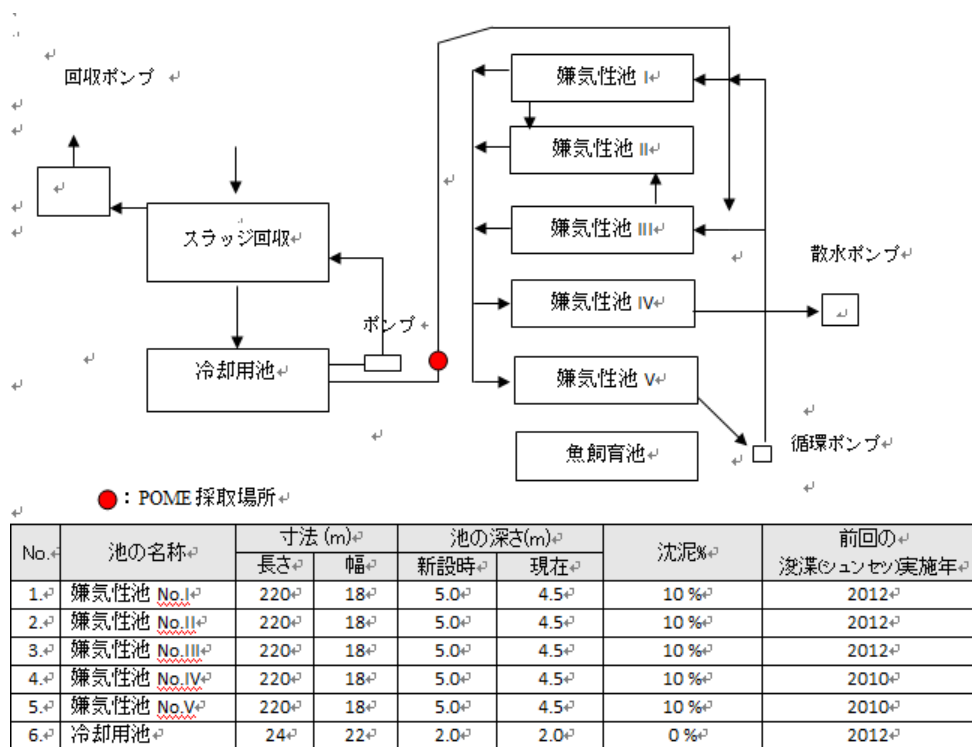 回収ポンプ
嫌気性池 I
嫌気性池 II
スラッジ回収
嫌気性池 III
散水ポンプ
嫌気性池 IV
ポンプ
冷却用池
嫌気性池 V
循環ポンプ
魚飼育池
：POME 採取場所
No. 池の名称 寸法 (m) 池の深さ(m) 沈泥% 前回の
長さ 幅 新設時 現在 浚渫(シュンセツ)実施年
1. 嫌気性池 No.I 220 18 5.0 4.5 10 % 2012
2. 嫌気性池 No.II 220 18 5.0 4.5 10 % 2012
3. 嫌気性池 No.III 220 18 5.0 4.5 10 % 2012
4. 嫌気性池 No.IV 220 18 5.0 4.5 10 % 2010
5. 嫌気性池 No.V 220 18 5.0 4.5 10 % 2010
6. 冷却用池 24 22 2.0 2.0 0 % 2012